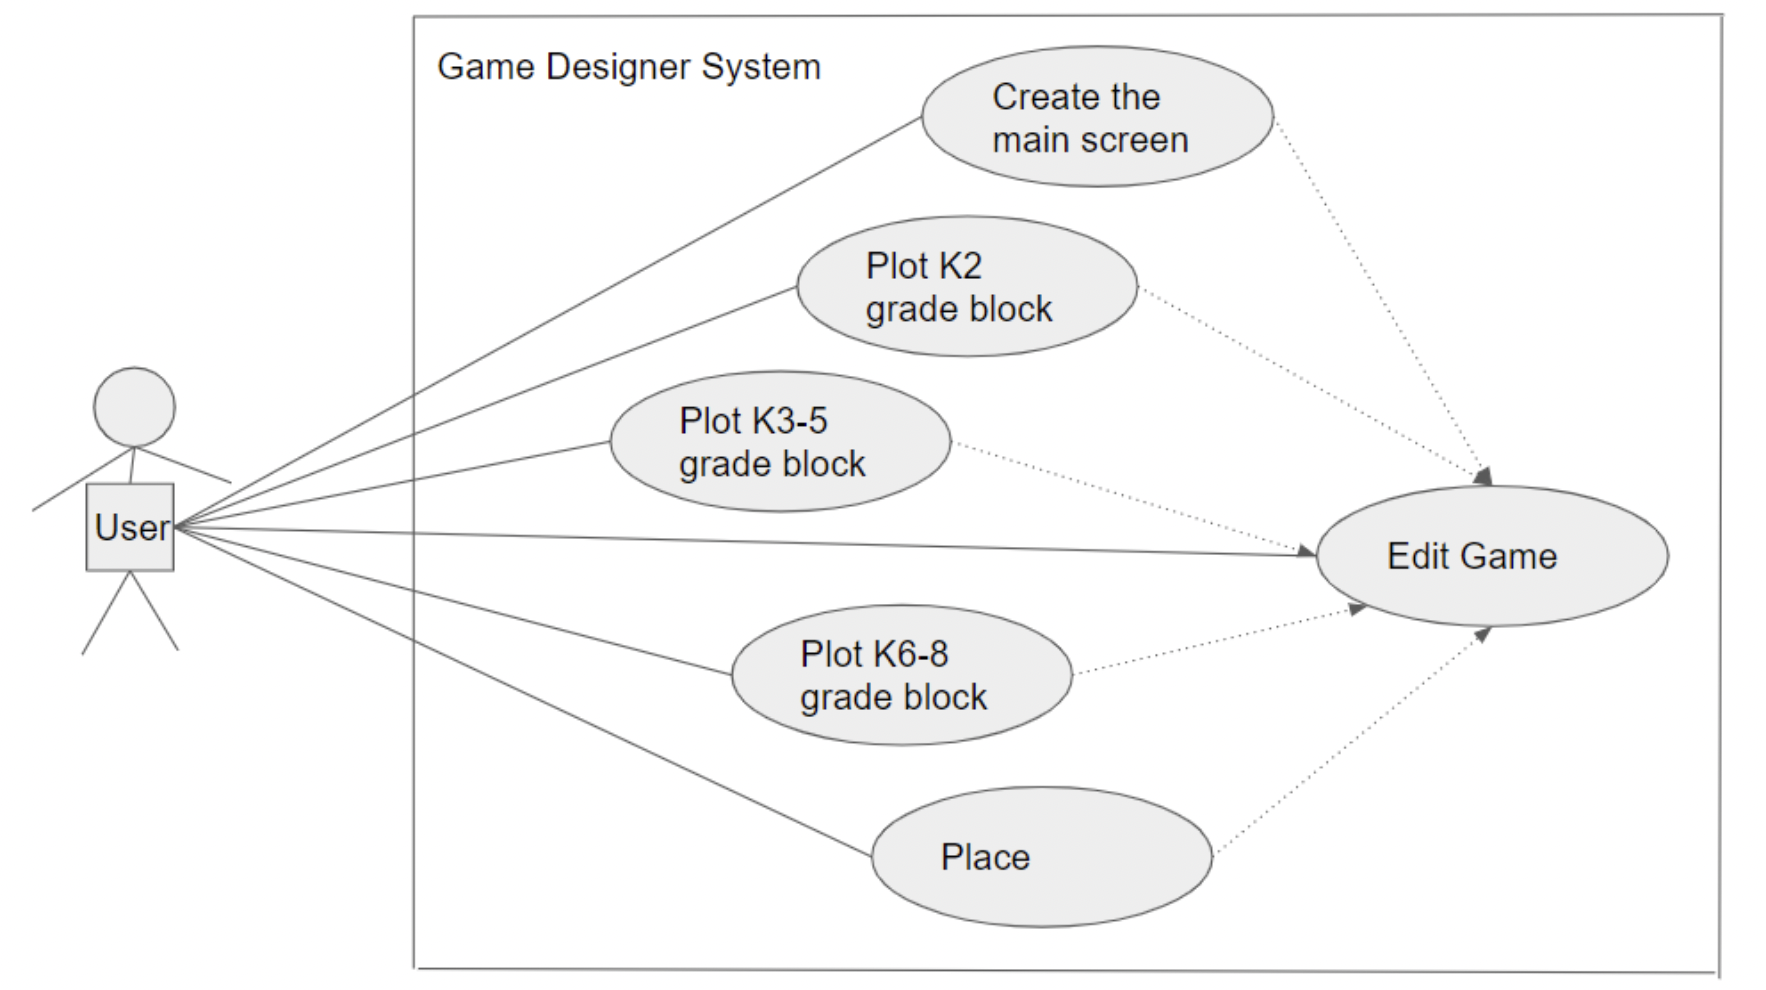 Game Designer System
Create the
main screen
Plot K2
grade block
Plot K3-5
grade block
User
Edit Game
Plot K6-8
grade block
Place